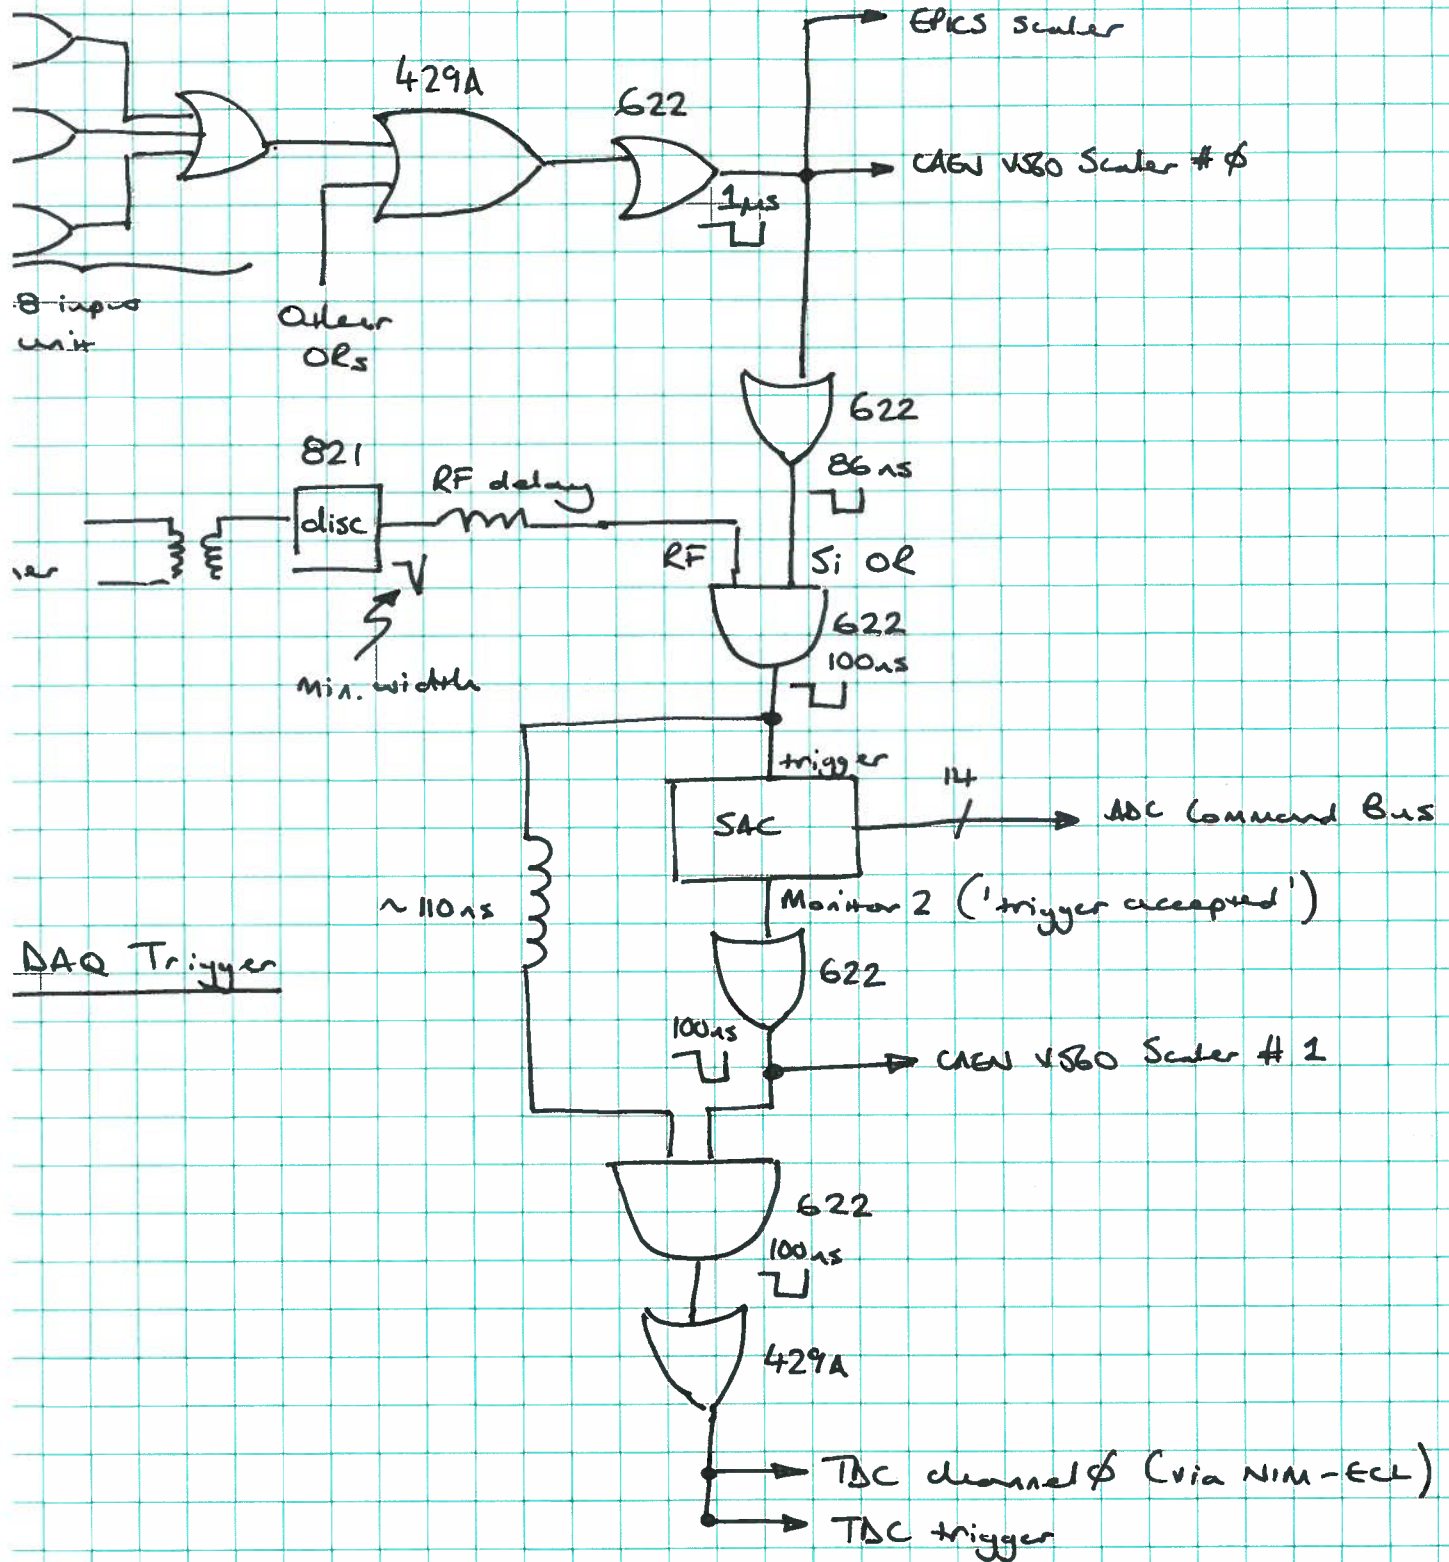 EPICS scaler
429A
622
CAEN V560 Scaler # Ø
1µs
8-input
unit
Other
ORs
622
86ns
821
RF delay
disc
RF
Si OR
622
100ns
Min. width
trigger
14
SAC
ADC Command Bus
Monitor 2 ('trigger accepted')
~110ns
DAQ Trigger
622
100ns
CAEN V560 Scaler # 1
622
100ns
429A
TDC channel Ø (via NIM-ECL)
TDC trigger